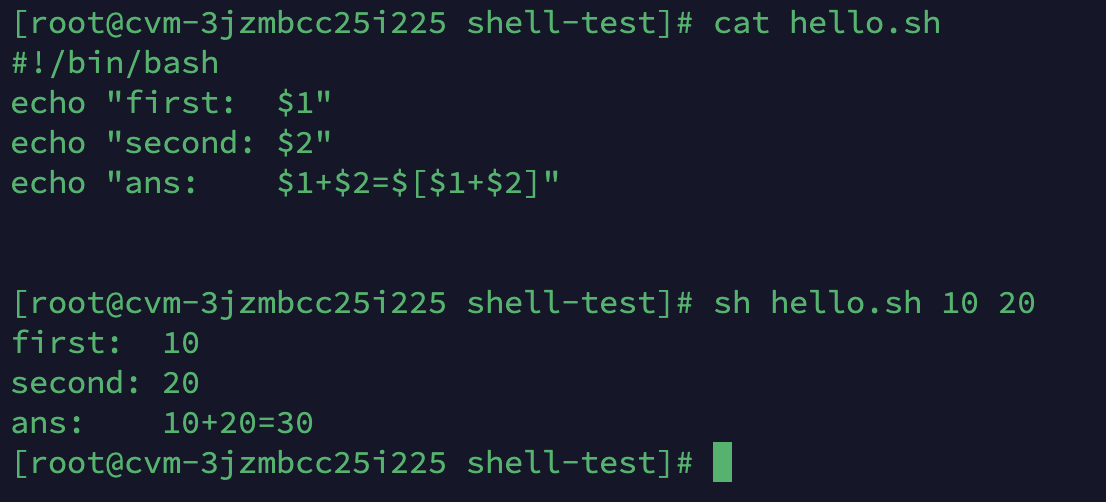 [root@cvm-3jzmbcc25i225 shell-test]# cat hello.sh
#!/bin/bash
echo "first:  $1"
echo "second: $2"
echo "ans:    $1+$2=$[$1+$2]"
[root@cvm-3jzmbcc25i225 shell-test]# sh hello.sh 10 20
first:  10
second: 20
ans:    10+20=30
[root@cvm-3jzmbcc25i225 shell-test]#